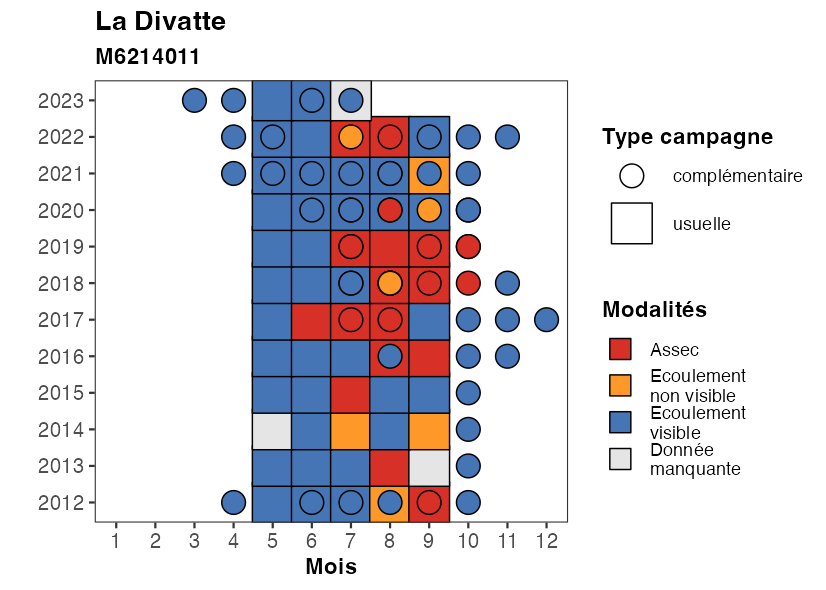 La Divatte
M6214011
2023
2022
2021
2020
2019
2018
2017
2016
2015
2014
2013
2012
1 2 3 4 5 6 7 8 9 10 11 12
Mois
Type campagne
complémentaire
usuelle
Modalités
Assec
Ecoulement
non visible
Ecoulement
visible
Donnée
manquante